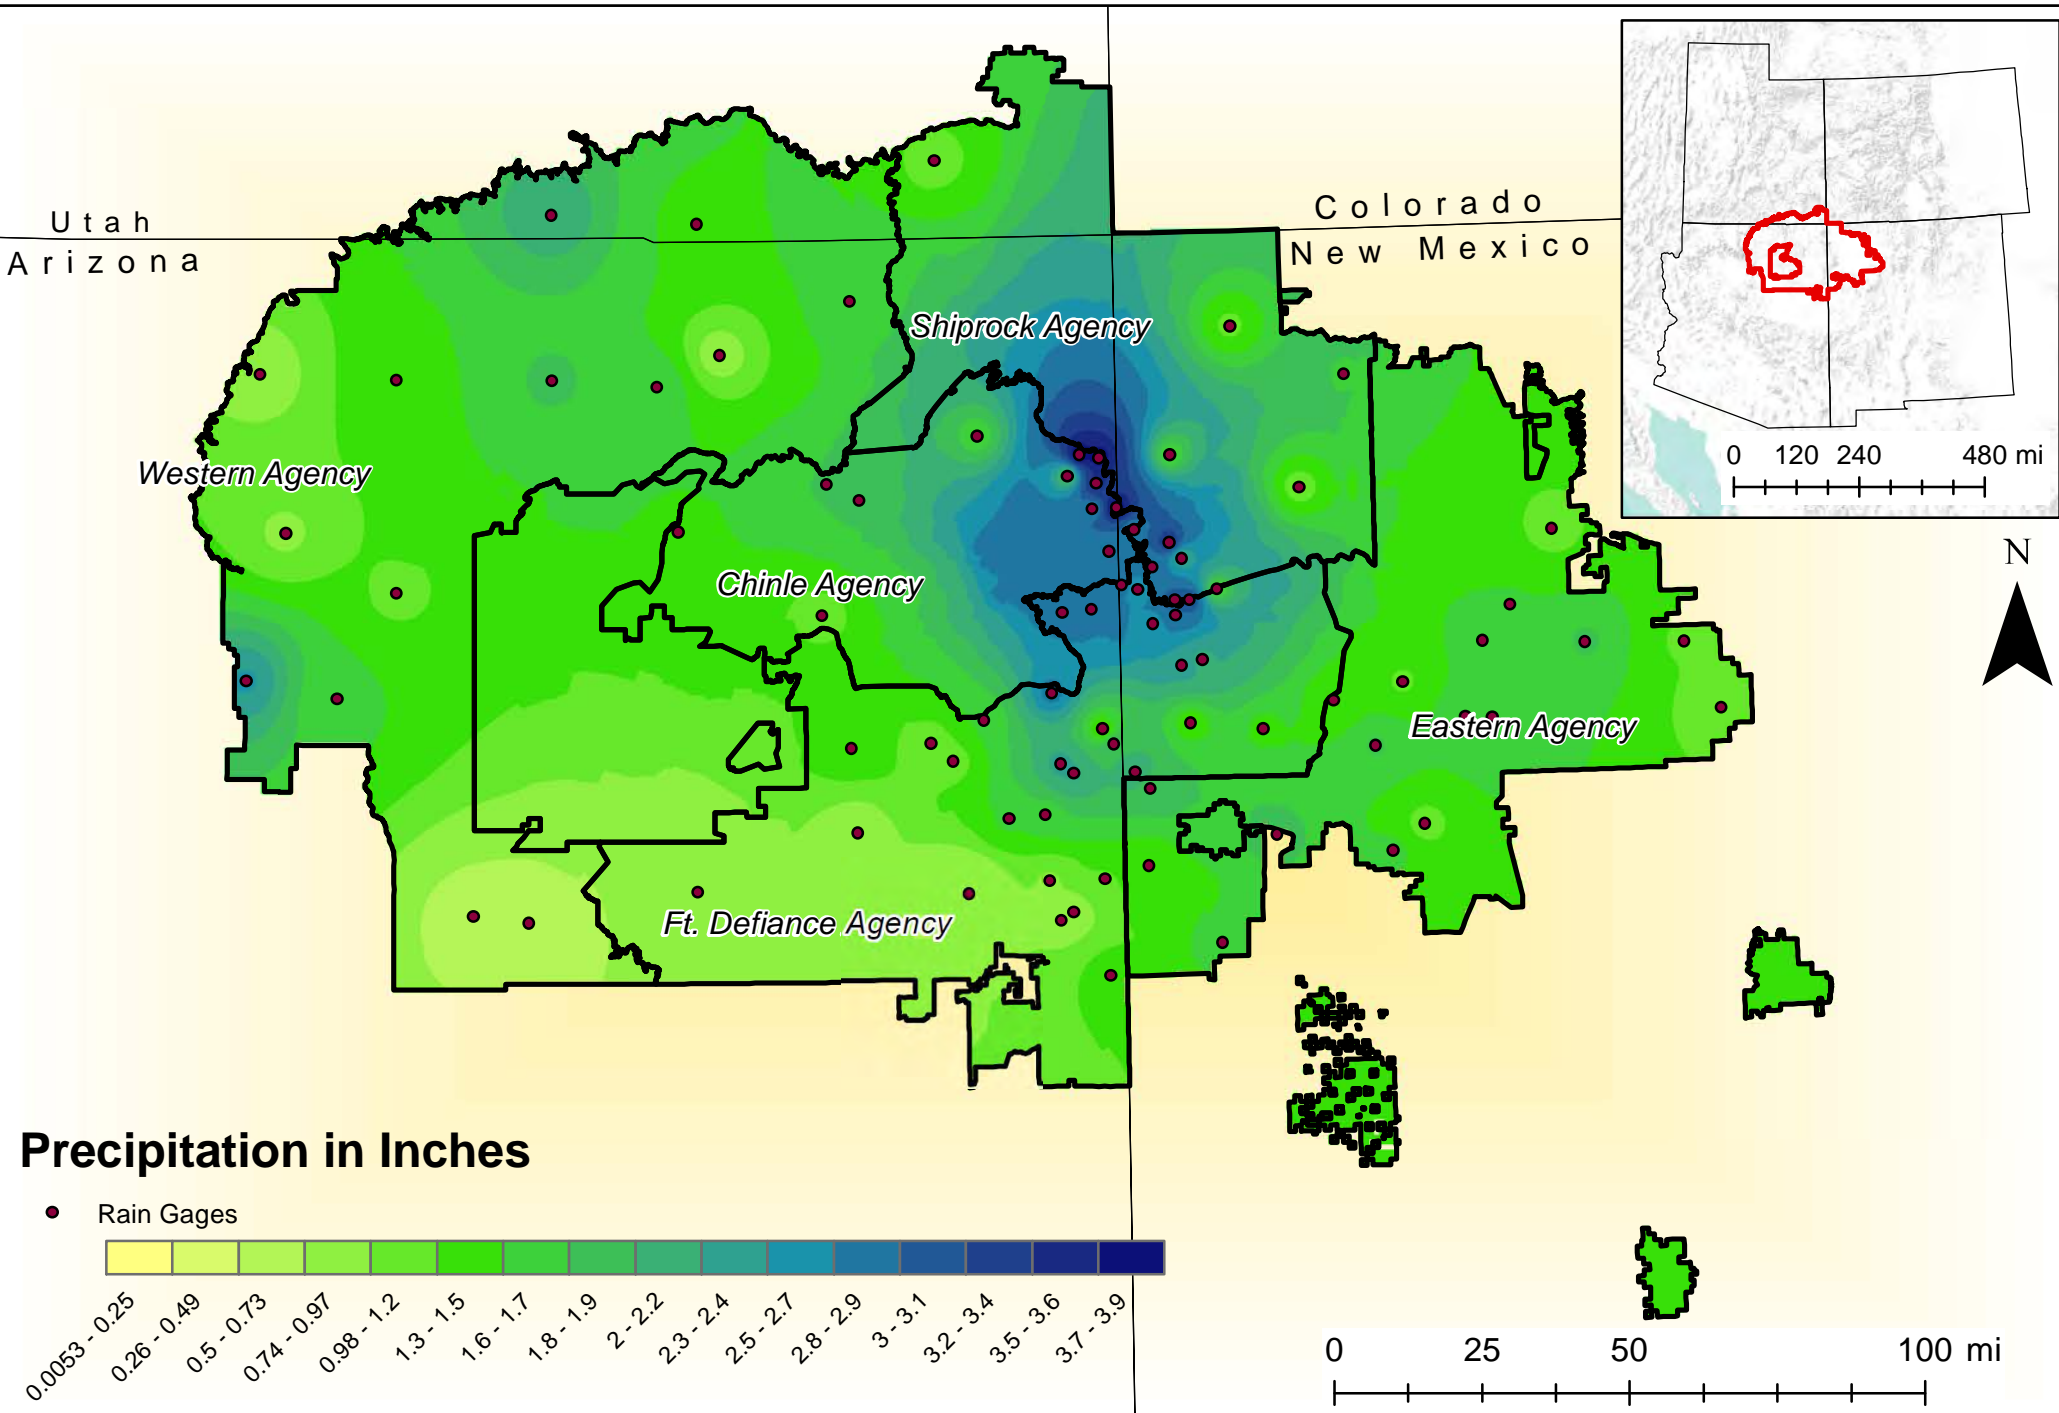 Utah
Arizona
Colorado
New Mexico
0 120 240 480 mi
N
Shiprock Agency
Western Agency
Chinle Agency
Eastern Agency
Ft. Defiance Agency
Precipitation in Inches
Rain Gages
0.0053 - 0.25
0.26 - 0.49
0.5 - 0.73
0.74 - 0.97
0.98 - 1.2
1.3 - 1.5
1.6 - 1.7
1.8 - 1.9
2 - 2.2
2.3 - 2.4
2.5 - 2.7
2.8 - 2.9
3 - 3.1
3.2 - 3.4
3.5 - 3.6
3.7 - 3.9
0 25 50 100 mi